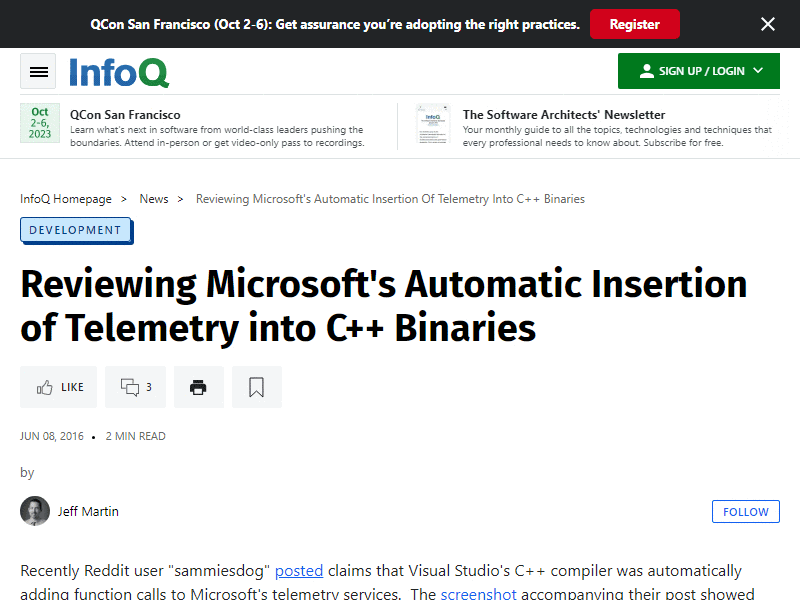 QCon San Francisco (Oct 2-6): Get assurance you’re adopting the right practices.
Register
InfoQ
SIGN UP / LOGIN
Oct
2-6,
2023
QCon San Francisco
Learn what's next in software from world-class leaders pushing the
boundaries. Attend in-person or get video-only pass to recordings.
The Software Architects' Newsletter
Your monthly guide to all the topics, technologies and techniques that
every professional needs to know about. Subscribe for free.
InfoQ Homepage > News > Reviewing Microsoft's Automatic Insertion Of Telemetry Into C++ Binaries
DEVELOPMENT
Reviewing Microsoft's Automatic Insertion
of Telemetry into C++ Binaries
LIKE
3
JUN 08, 2016 • 2 MIN READ
by
Jeff Martin
FOLLOW
Recently Reddit user "sammiesdog" posted claims that Visual Studio's C++ compiler was automatically
adding function calls to Microsoft's telemetry services. The screenshot accompanying their post showed